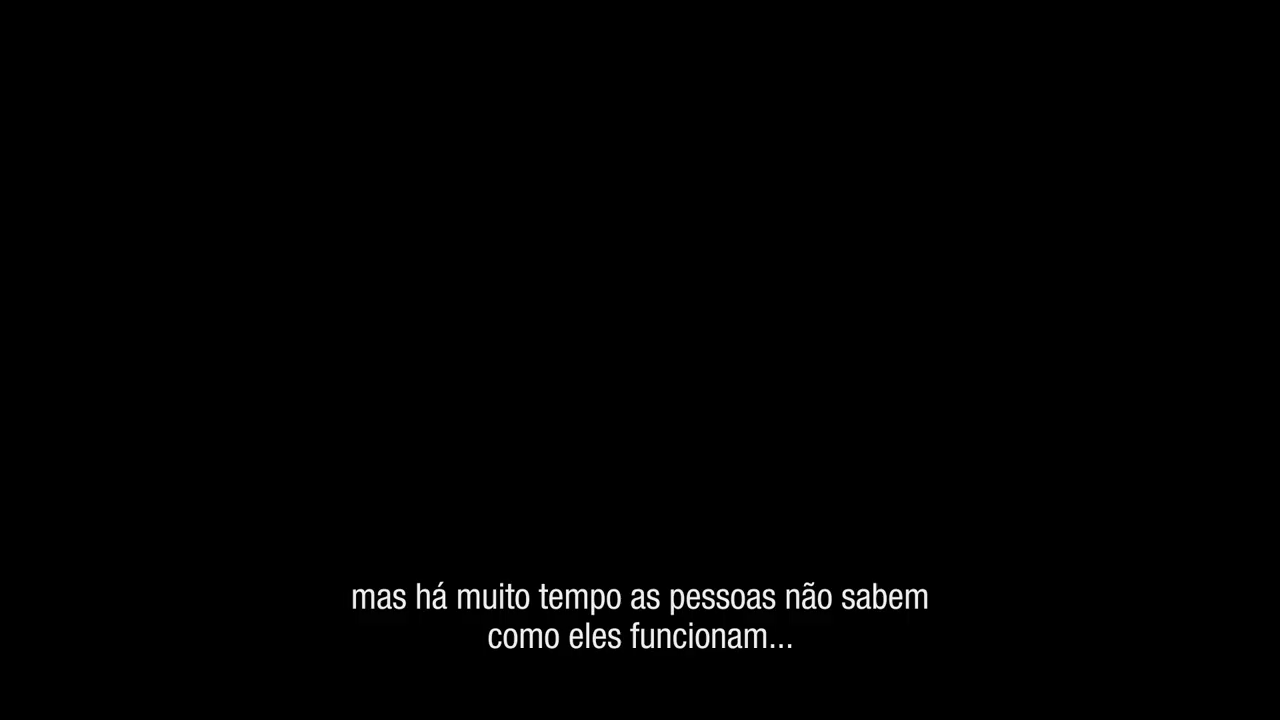 mas há muito tempo as pessoas não sabem
como eles funcionam...